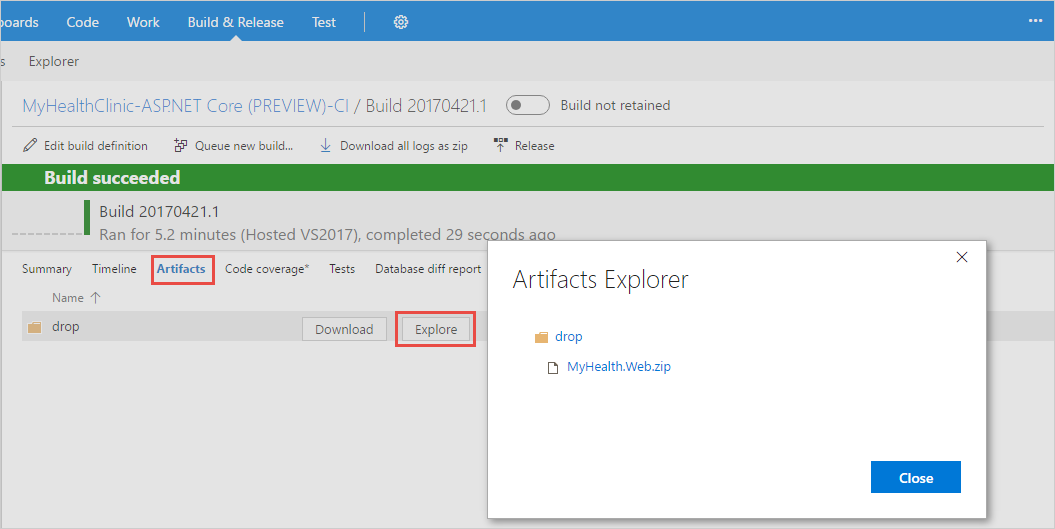 boards Code Work Build & Release Test ...
s Explorer
MyHealthClinic-ASPNET Core (PREVIEW)-CI / Build 20170421.1 Build not retained
Edit build definition Queue new build... Download all logs as zip Release
Build succeeded
Build 20170421.1
Ran for 5.2 minutes (Hosted VS2017), completed 29 seconds ago
Summary Timeline Artifacts Code coverage* Tests Database diff report
Name ↑
drop Download Explore
Artifacts Explorer
drop
MyHealth.Web.zip
Close